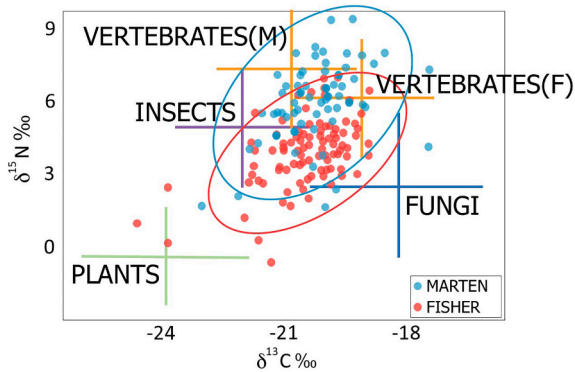 9
6
3
0
δ15N ‰
VERTEBRATES(M)
VERTEBRATES(F)
INSECTS
FUNGI
PLANTS
MARTEN
FISHER
-24
-21
-18
δ13C ‰